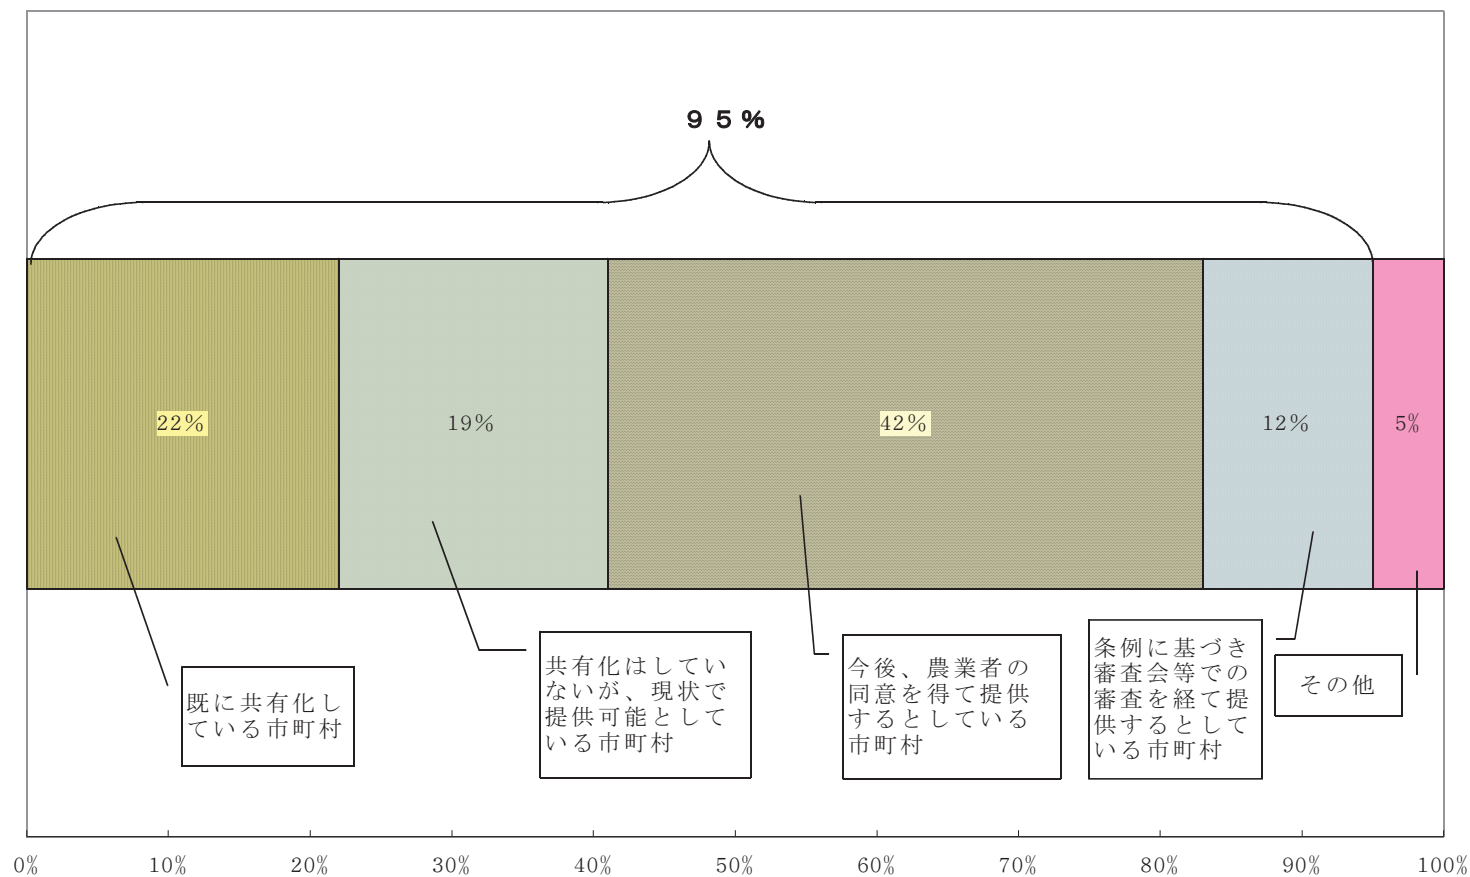 ９５％
22%
19%
42%
12%
5%
既に共有化し
ている市町村
共有化はしてい
ないが、現状で
提供可能として
いる市町村
今後、農業者の
同意を得て提供
するとしている
市町村
条例に基づき
審査会等での
審査を経て提
供するとして
いる市町村
その他
0% 10% 20% 30% 40% 50% 60% 70% 80% 90% 100%